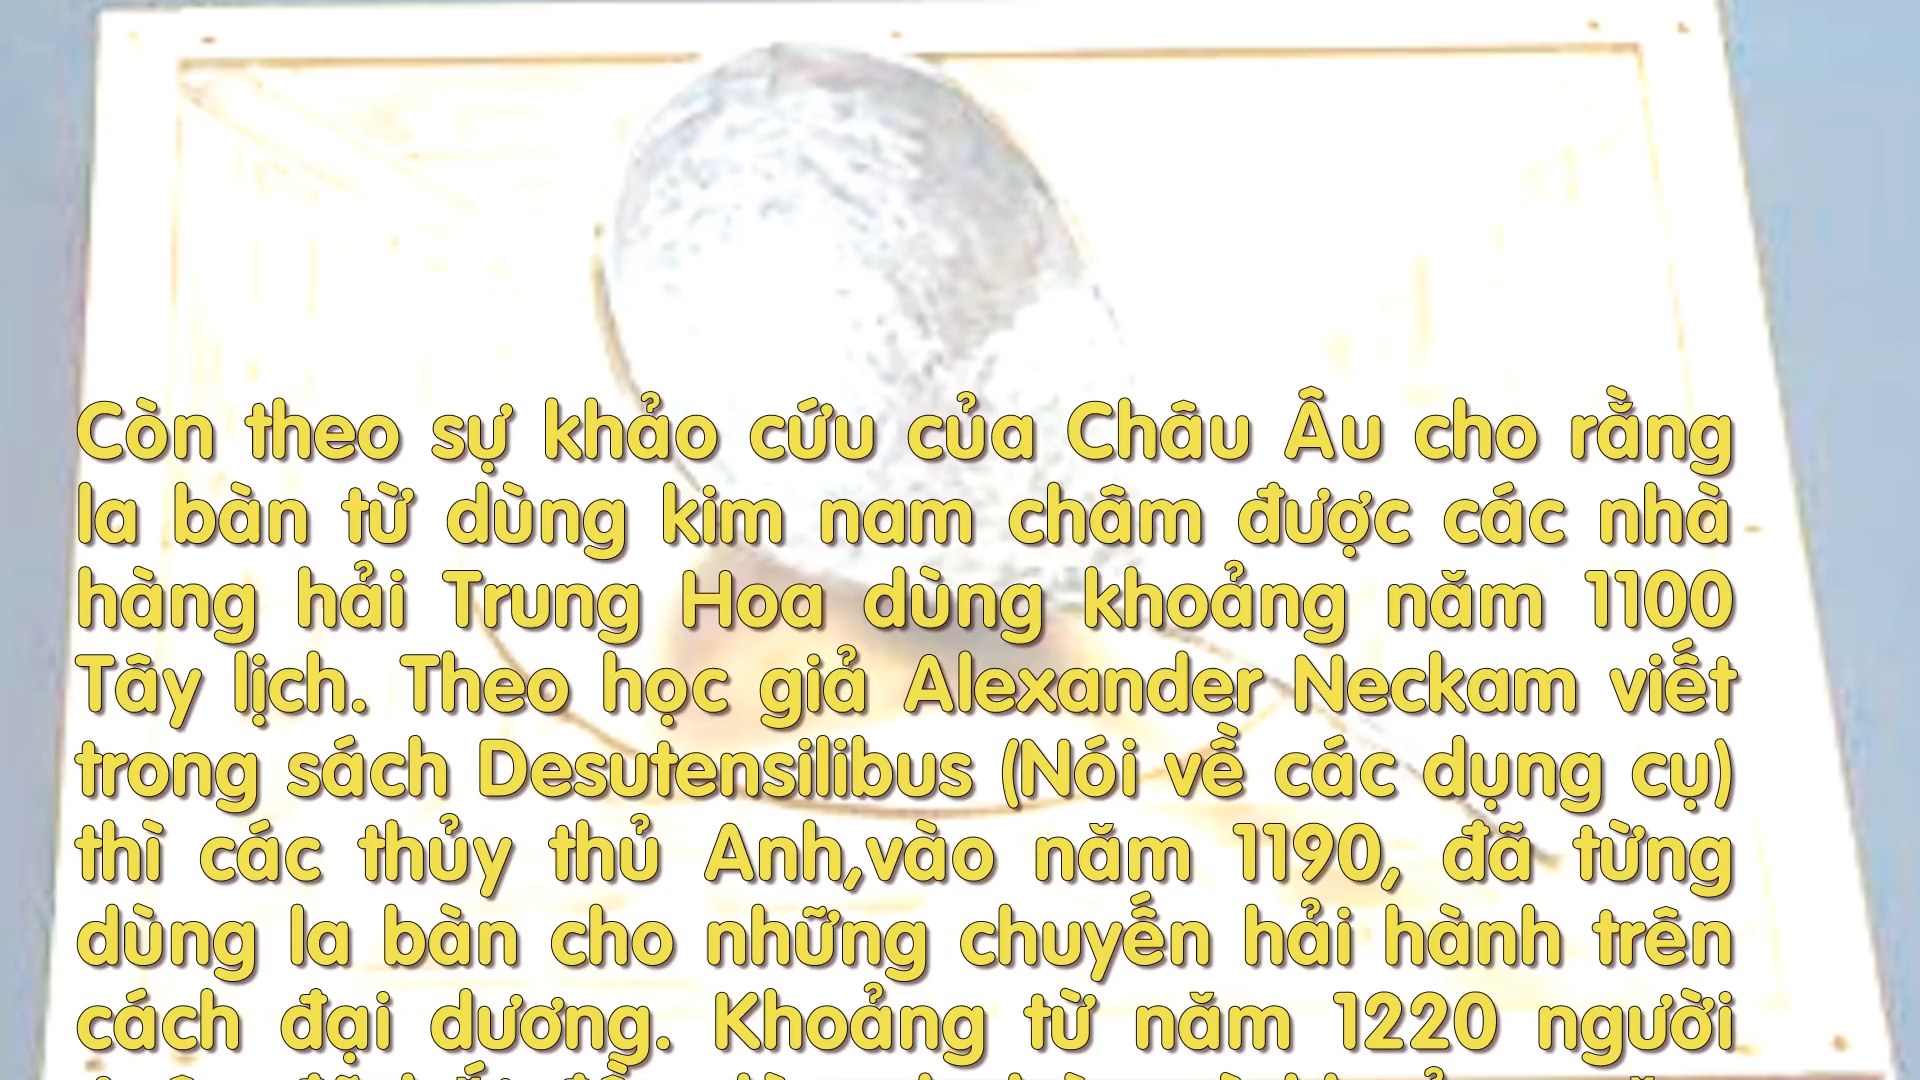 Còn theo sự khảo cứu của Châu Âu cho rằng
la bàn từ dùng kim nam châm được các nhà
hàng hải Trung Hoa dùng khoảng năm 1100
Tây lịch. Theo học giả Alexander Neckam viết
trong sách Desutensilibus (Nói về các dụng cụ)
thì các thủy thủ Anh,vào năm 1190, đã từng
dùng la bàn cho những chuyến hải hành trên
cách đại dương. Khoảng từ năm 1220 người